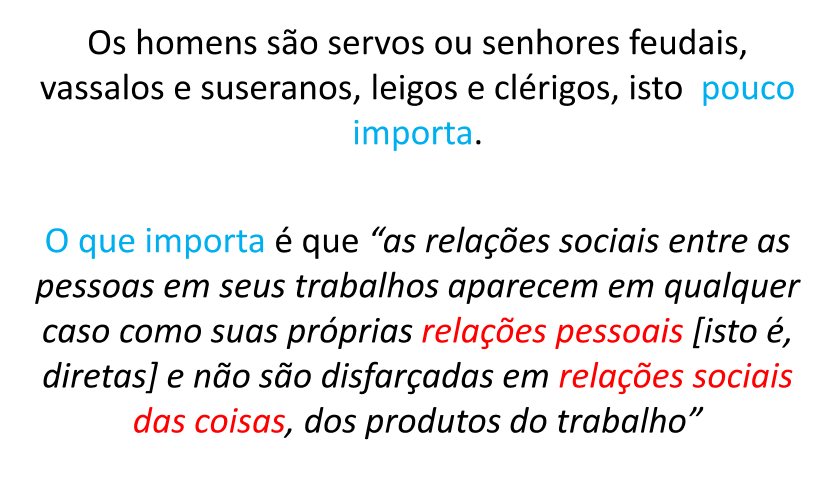 Os homens são servos ou senhores feudais,
vassalos e suseranos, leigos e clérigos, isto  pouco
importa.
O que importa é que “as relações sociais entre as
pessoas em seus trabalhos aparecem em qualquer
caso como suas próprias relações pessoais [isto é,
diretas] e não são disfarçadas em relações sociais
das coisas, dos produtos do trabalho”